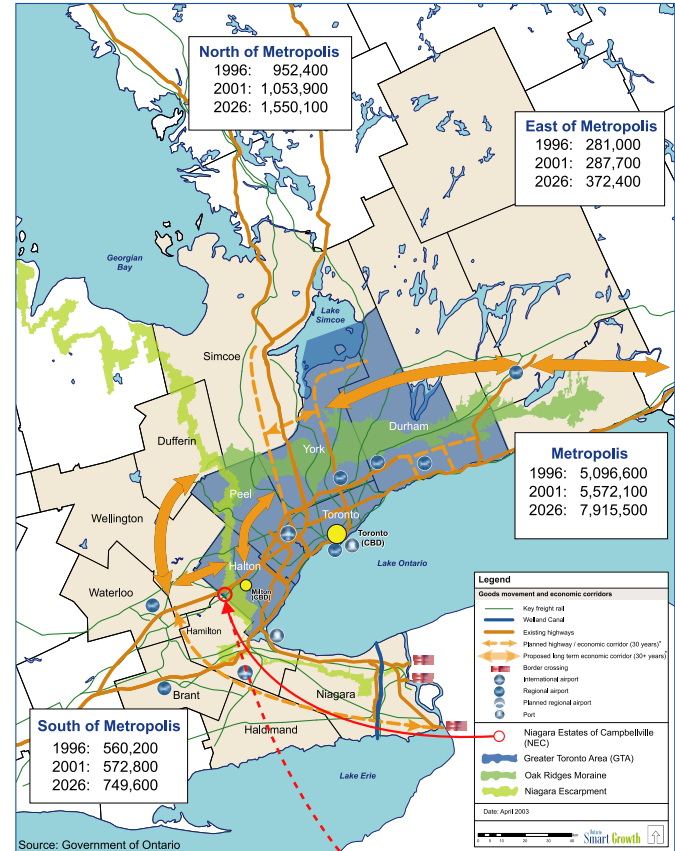 North of Metropolis
1996: 952,400
2001: 1,053,900
2026: 1,550,100
East of Metropolis
1996: 281,000
2001: 287,700
2026: 372,400
Georgian
Bay
Lake
Simcoe
Simcoe
Dufferin
York
Durham
Peel
Wellington
Toronto
Toronto
(CBD)
Lake Ontario
Halton
Milton
(CBD)
Waterloo
Hamilton
Brant
Niagara
Haldimand
Lake Erie
Metropolis
1996: 5,096,600
2001: 5,572,100
2026: 7,915,500
South of Metropolis
1996: 560,200
2001: 572,800
2026: 749,600
Legend
Goods movement and economic corridors
Key freight rail
Welland Canal
Existing highways
Planned highway / economic corridor (30 years)*
Proposed long term economic corridor (30+ years)*
Border crossing
International airport
Regional airport
Planned regional airport
Port
Niagara Estates of Campbellville
(NEC)
Greater Toronto Area (GTA)
Oak Ridges Moraine
Niagara Escarpment
Date: April 2003
0 5 10 20 30 40
Ontario
Smart Growth
Source: Government of Ontario